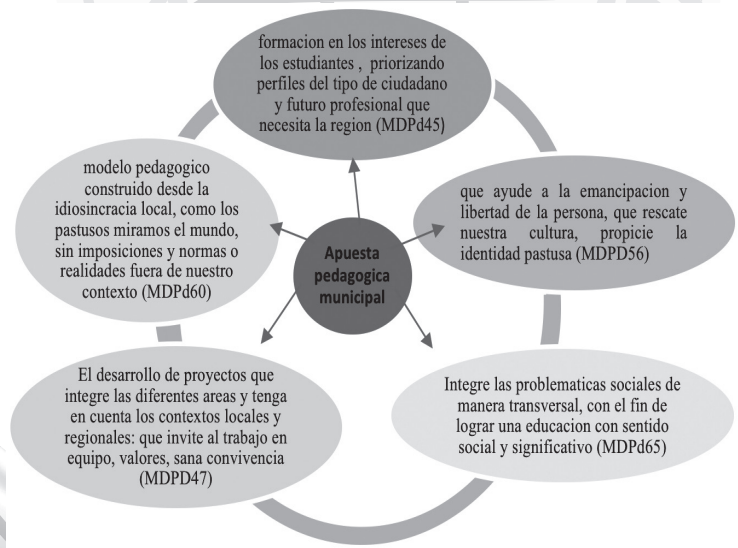 formacion en los intereses de
los estudiantes , priorizando
perfiles del tipo de ciudadano
y futuro profesional que
necesita la region (MDPd45)
modelo pedagogico
construido desde la
idiosincracia local, como los
pastusos miramos el mundo,
sin imposiciones y normas o
realidades fuera de nuestro
contexto (MDPd60)
que ayude a la emancipacion y
libertad de la persona, que rescate
nuestra cultura, propicie la
identidad pastusa (MDPD56)
Apuesta
pedagogica
municipal
El desarrollo de proyectos que
integre las diferentes areas y tenga
en cuenta los contextos locales y
regionales: que invite al trabajo en
equipo, valores, sana convivencia
(MDPD47)
Integre las problematicas sociales de
manera transversal, con el fin de
lograr una educacion con sentido
social y significativo (MDPd65)